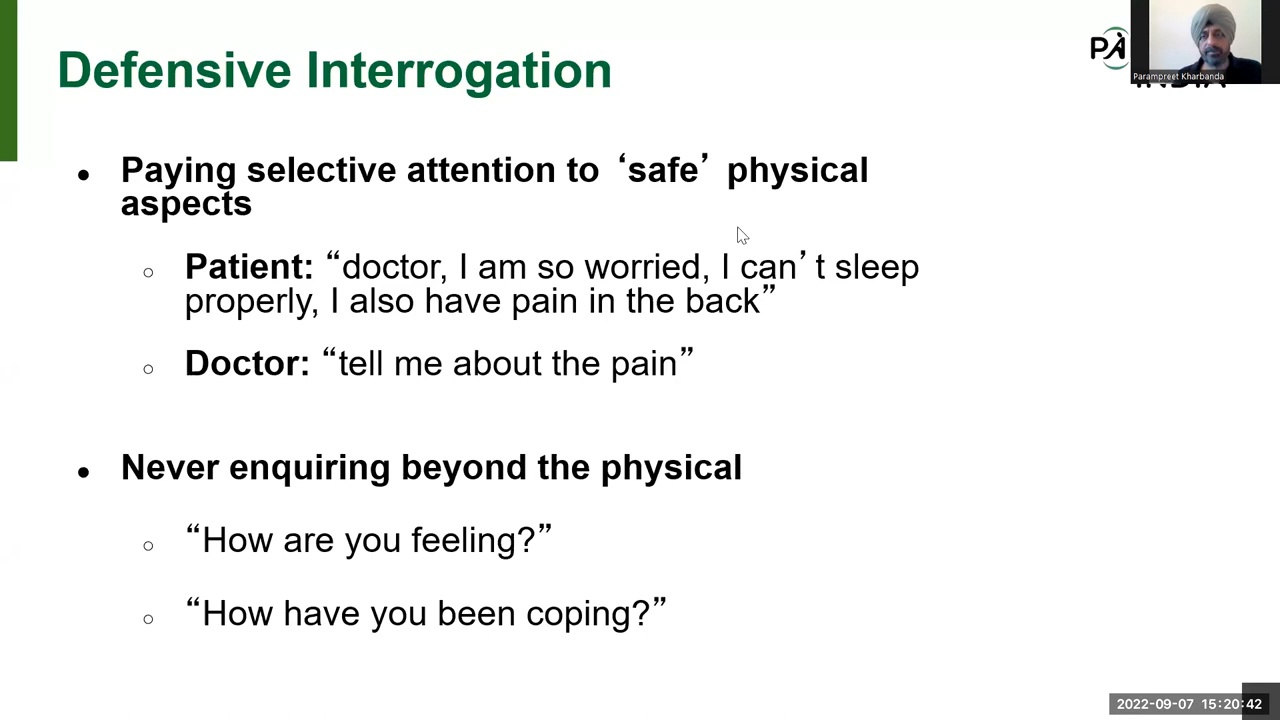 Defensive Interrogation
PA
INDIA
Parampreet Kharbanda
● Paying selective attention to ‘safe’ physical
aspects
○ Patient: “doctor, I am so worried, I can’t sleep
properly, I also have pain in the back”
○ Doctor: “tell me about the pain”
● Never enquiring beyond the physical
○ “How are you feeling?”
○ “How have you been coping?”
2022-09-07 15:20:42